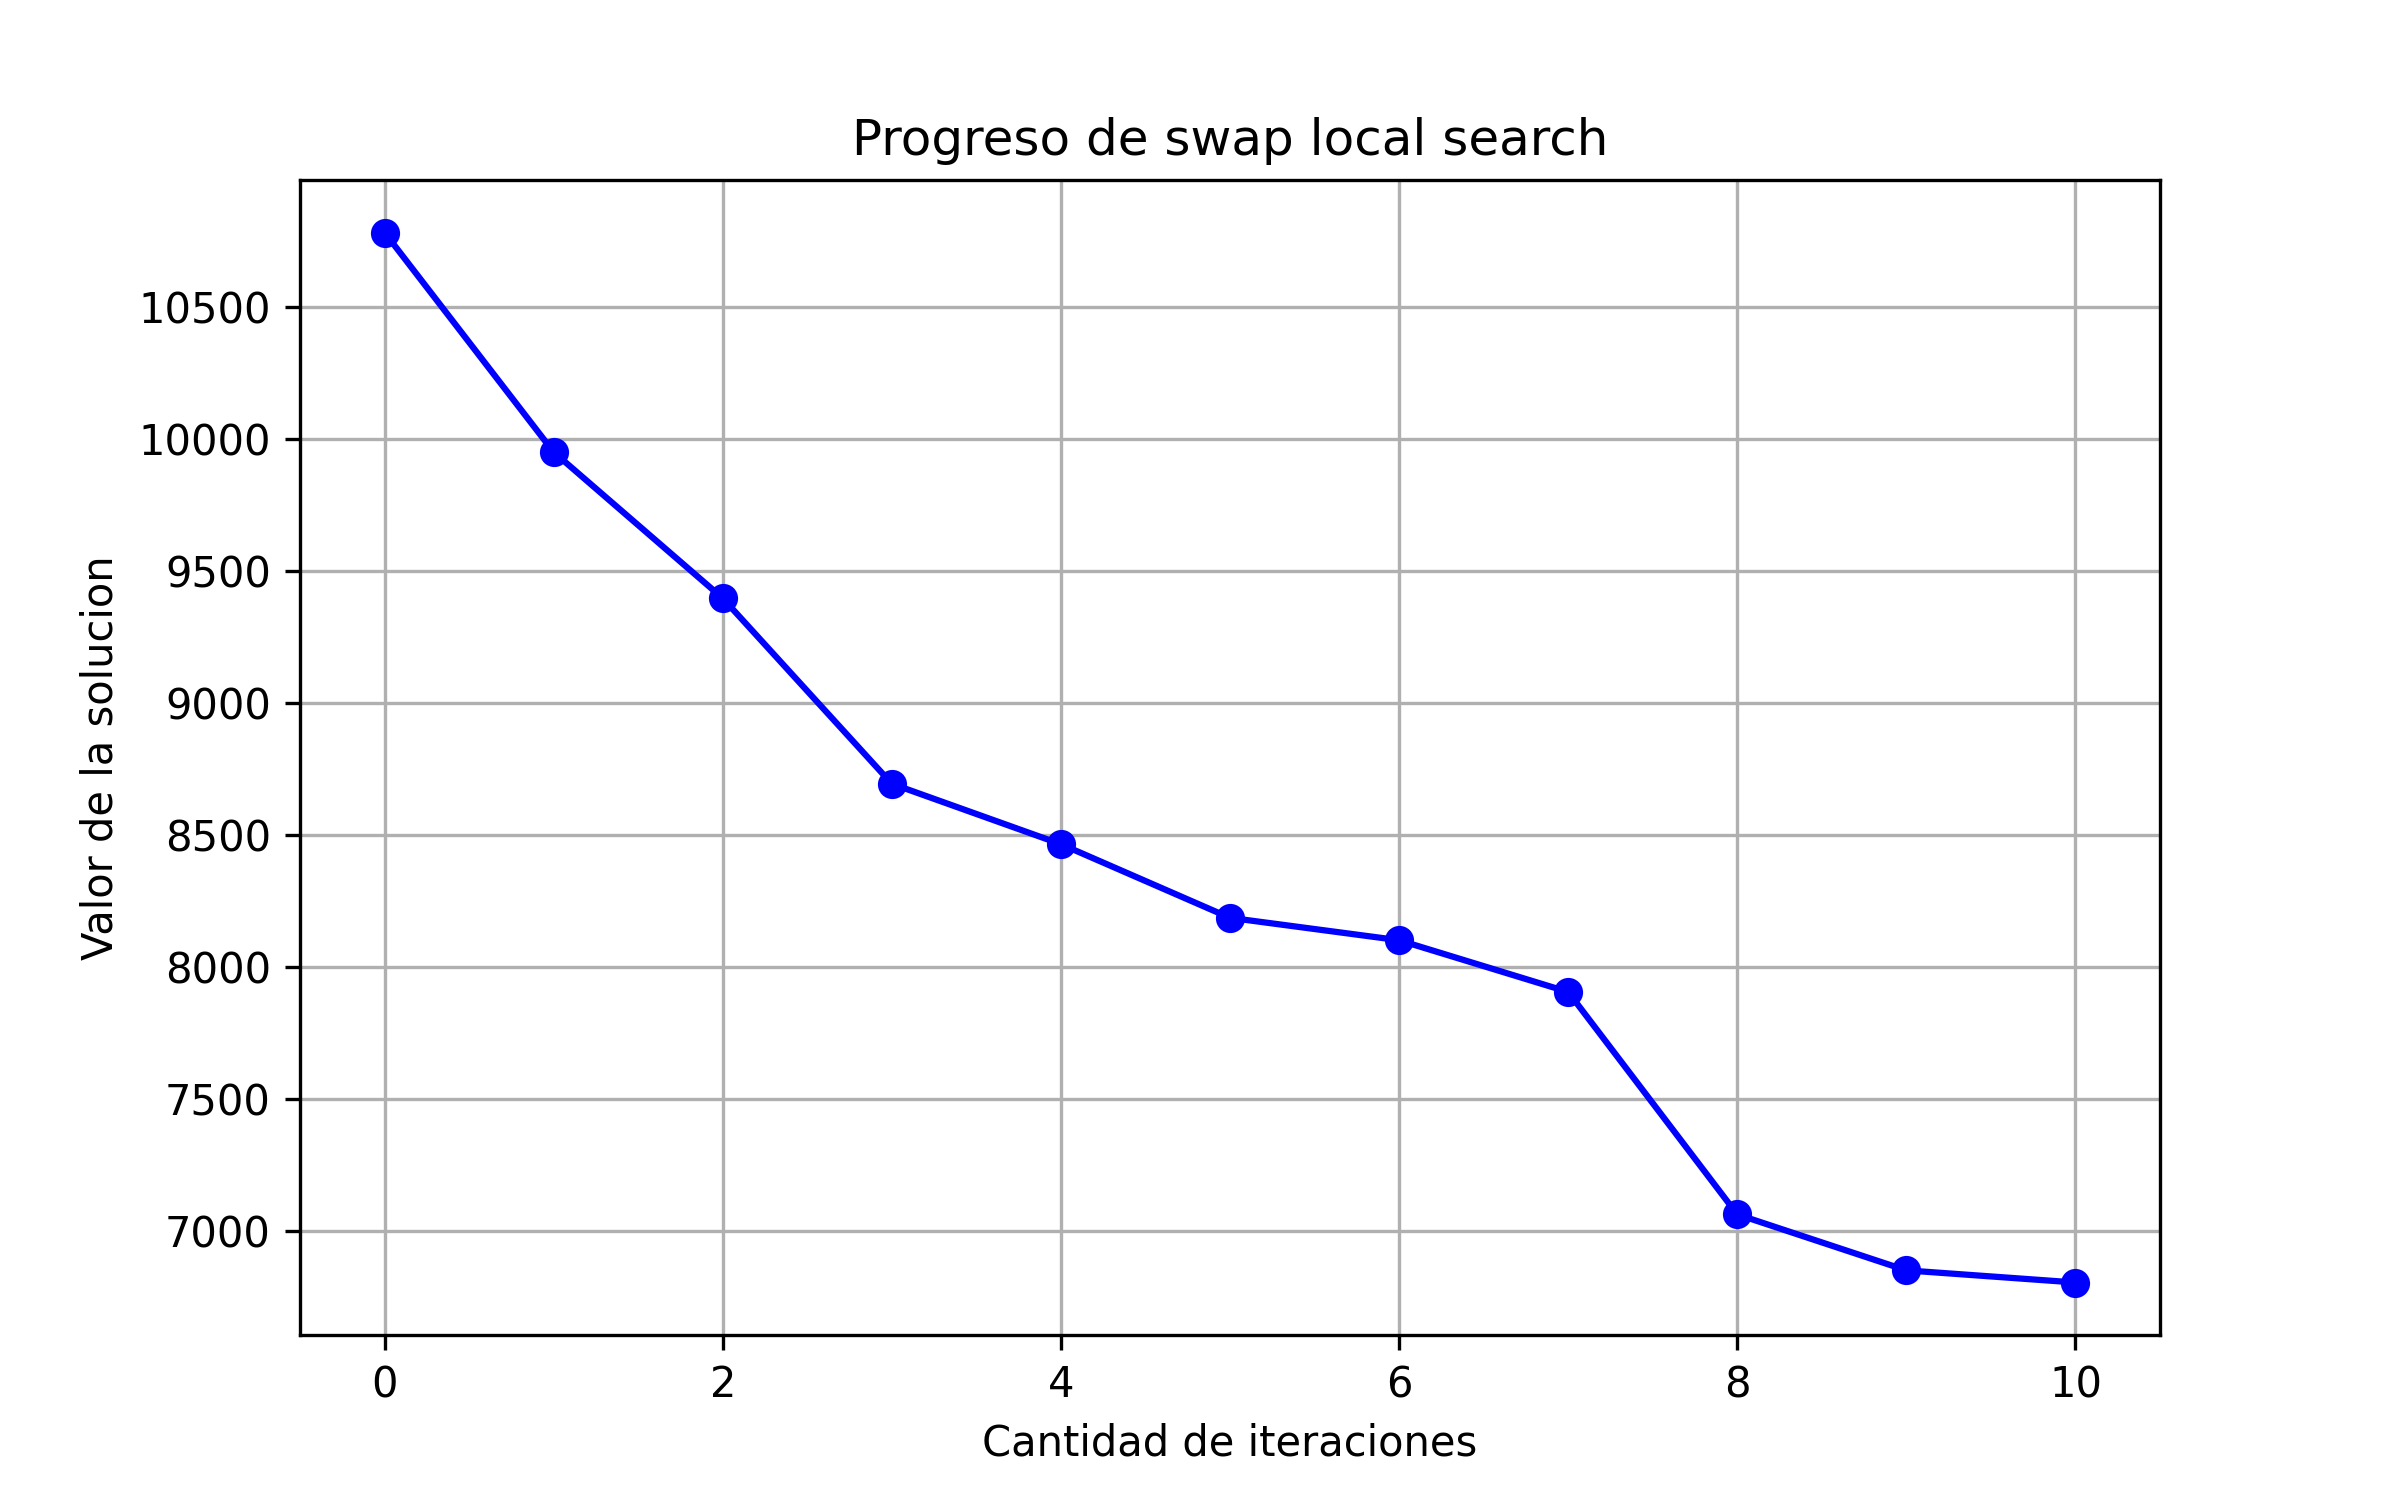 Progreso de swap local search
Valor de la solucion
10500
10000
9500
9000
8500
8000
7500
7000
0 2 4 6 8 10
Cantidad de iteraciones